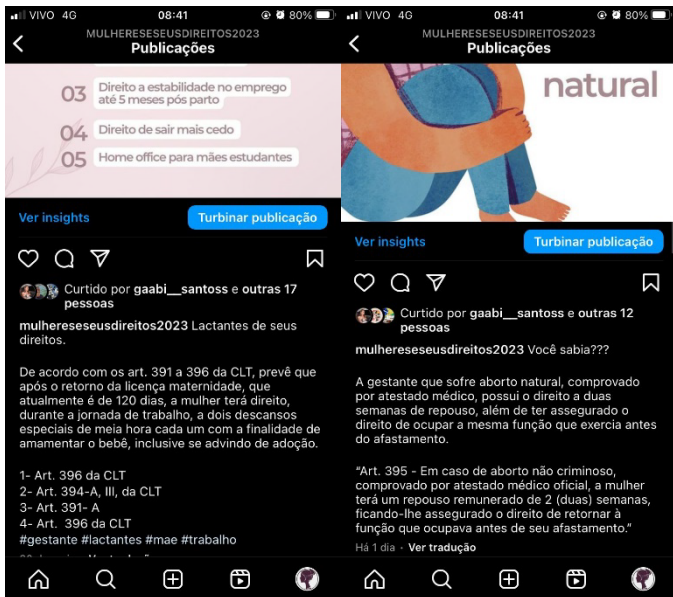 VIVO 4G
08:41
80%
MULHERESESEUSDIREITOS2023
Publicações
03 Direito a estabilidade no emprego
até 5 meses pós parto
04 Direito de sair mais cedo
05 Home office para mães estudantes
Ver insights
Turbinar publicação
Curtido por gaabi__santoss e outras 17
pessoas
mulhereseseusdireitos2023 Lactantes de seus
direitos.
De acordo com os art. 391 a 396 da CLT, prevê que
após o retorno da licença maternidade, que
atualmente é de 120 dias, a mulher terá direito,
durante a jornada de trabalho, a dois descansos
especiais de meia hora cada um com a finalidade de
amamentar o bebê, inclusive se advindo de adoção.
1- Art. 396 da CLT
2- Art. 394-A, III, da CLT
3- Art. 391- A
4- Art. 396 da CLT
#gestante #lactantes #mae #trabalho
VIVO 4G
08:41
80%
MULHERESESEUSDIREITOS2023
Publicações
natural
Ver insights
Turbinar publicação
Curtido por gaabi__santoss e outras 12
pessoas
mulhereseseusdireitos2023 Você sabia???
A gestante que sofre aborto natural, comprovado
por atestado médico, possui o direito a duas
semanas de repouso, além de ter assegurado o
direito de ocupar a mesma função que exercia antes
do afastamento.
“Art. 395 - Em caso de aborto não criminoso,
comprovado por atestado médico oficial, a mulher
terá um repouso remunerado de 2 (duas) semanas,
ficando-lhe assegurado o direito de retornar à
função que ocupava antes de seu afastamento.”
Há 1 dia · Ver tradução